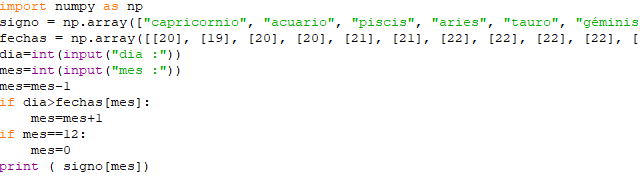 import numpy as np
signo = np.array(["capricornio", "acuario", "piscis", "aries", "tauro", "géminis
fechas = np.array([[20], [19], [20], [20], [21], [21], [22], [22], [22], [22], [
dia=int(input("dia :"))
mes=int(input("mes :"))
mes=mes-1
if dia>fechas[mes]:
    mes=mes+1
if mes==12:
    mes=0
print ( signo[mes])